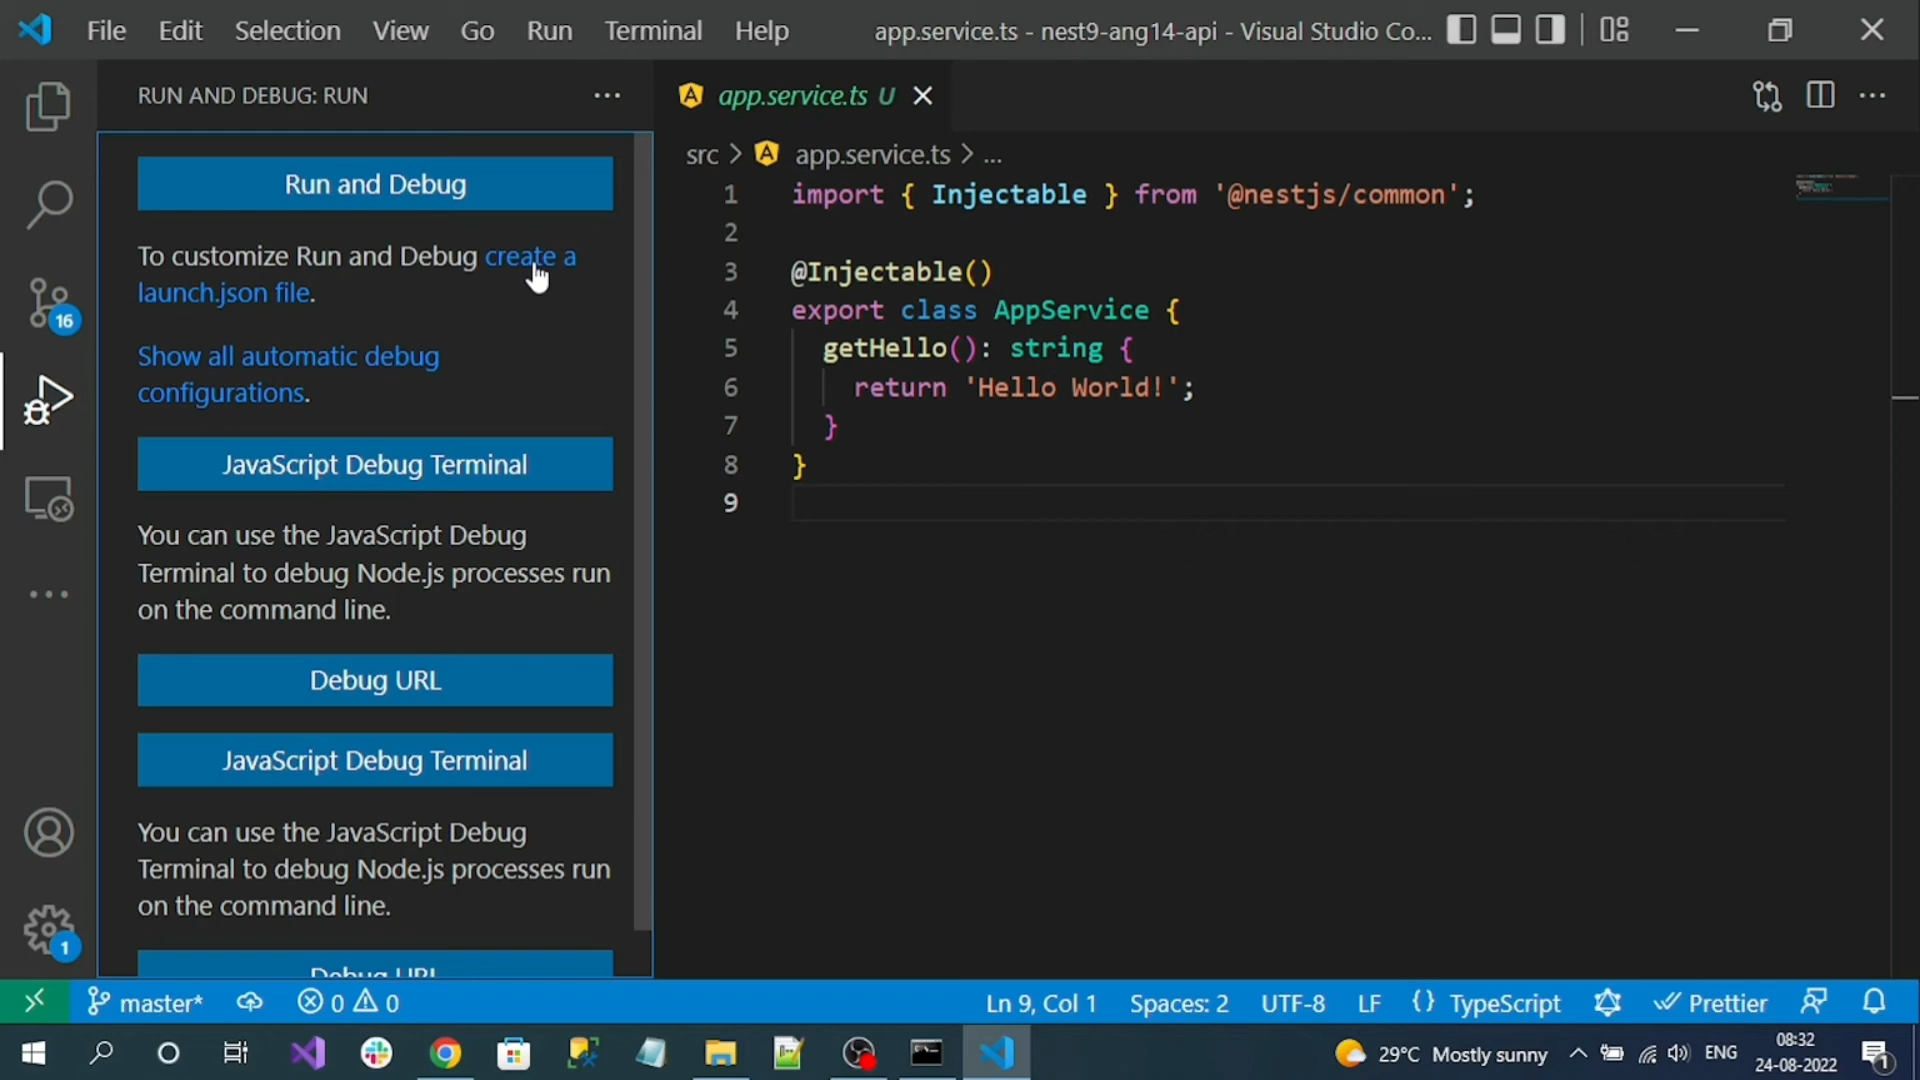 File Edit Selection View Go Run Terminal Help app.service.ts - nest9-ang14-api - Visual Studio Co...
RUN AND DEBUG: RUN
Run and Debug
To customize Run and Debug create a
launch.json file.
Show all automatic debug
configurations.
JavaScript Debug Terminal
You can use the JavaScript Debug
Terminal to debug Node.js processes run
on the command line.
Debug URL
JavaScript Debug Terminal
You can use the JavaScript Debug
Terminal to debug Node.js processes run
on the command line.
Debug URL
16
1
app.service.ts U
src > app.service.ts > ...
1 import { Injectable } from '@nestjs/common';
2
3 @Injectable()
4 export class AppService {
5 getHello(): string {
6 return 'Hello World!';
7 }
8 }
9
master* 0 0 Ln 9, Col 1 Spaces: 2 UTF-8 LF {} TypeScript Prettier
29°C Mostly sunny ENG 08:32
24-08-2022
1